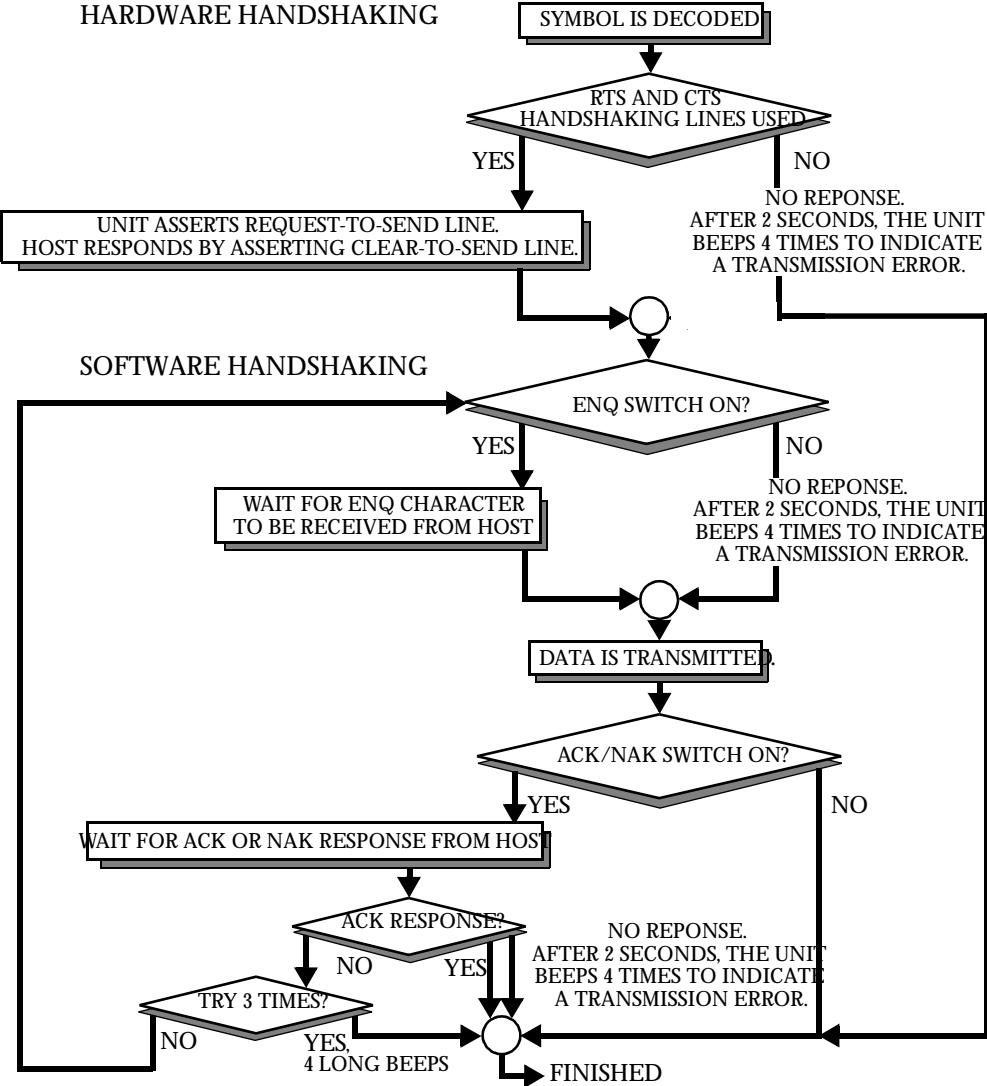 HARDWARE HANDSHAKING
SYMBOL IS DECODED
RTS AND CTS
HANDSHAKING LINES USED
YES
NO
UNIT ASSERTS REQUEST-TO-SEND LINE.
HOST RESPONDS BY ASSERTING CLEAR-TO-SEND LINE.
NO REPONSE.
AFTER 2 SECONDS, THE UNIT
BEEPS 4 TIMES TO INDICATE
A TRANSMISSION ERROR.
SOFTWARE HANDSHAKING
ENQ SWITCH ON?
YES
NO
WAIT FOR ENQ CHARACTER
TO BE RECEIVED FROM HOST
NO REPONSE.
AFTER 2 SECONDS, THE UNIT
BEEPS 4 TIMES TO INDICATE
A TRANSMISSION ERROR.
DATA IS TRANSMITTED.
ACK/NAK SWITCH ON?
YES
NO
WAIT FOR ACK OR NAK RESPONSE FROM HOST
ACK RESPONSE?
NO
YES
NO REPONSE.
AFTER 2 SECONDS, THE UNIT
BEEPS 4 TIMES TO INDICATE
A TRANSMISSION ERROR.
TRY 3 TIMES?
NO
YES,
4 LONG BEEPS
FINISHED